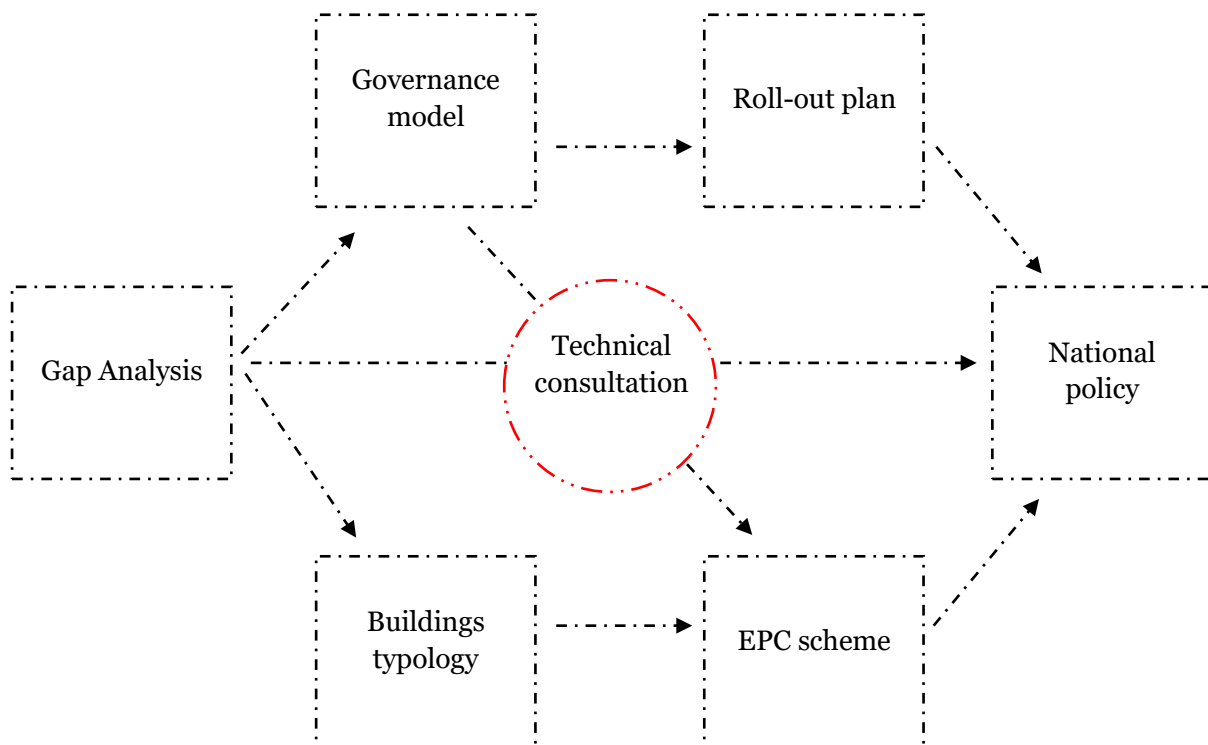 Governance
model
Roll-out plan
Gap Analysis
Technical
consultation
National
policy
Buildings
typology
EPC scheme